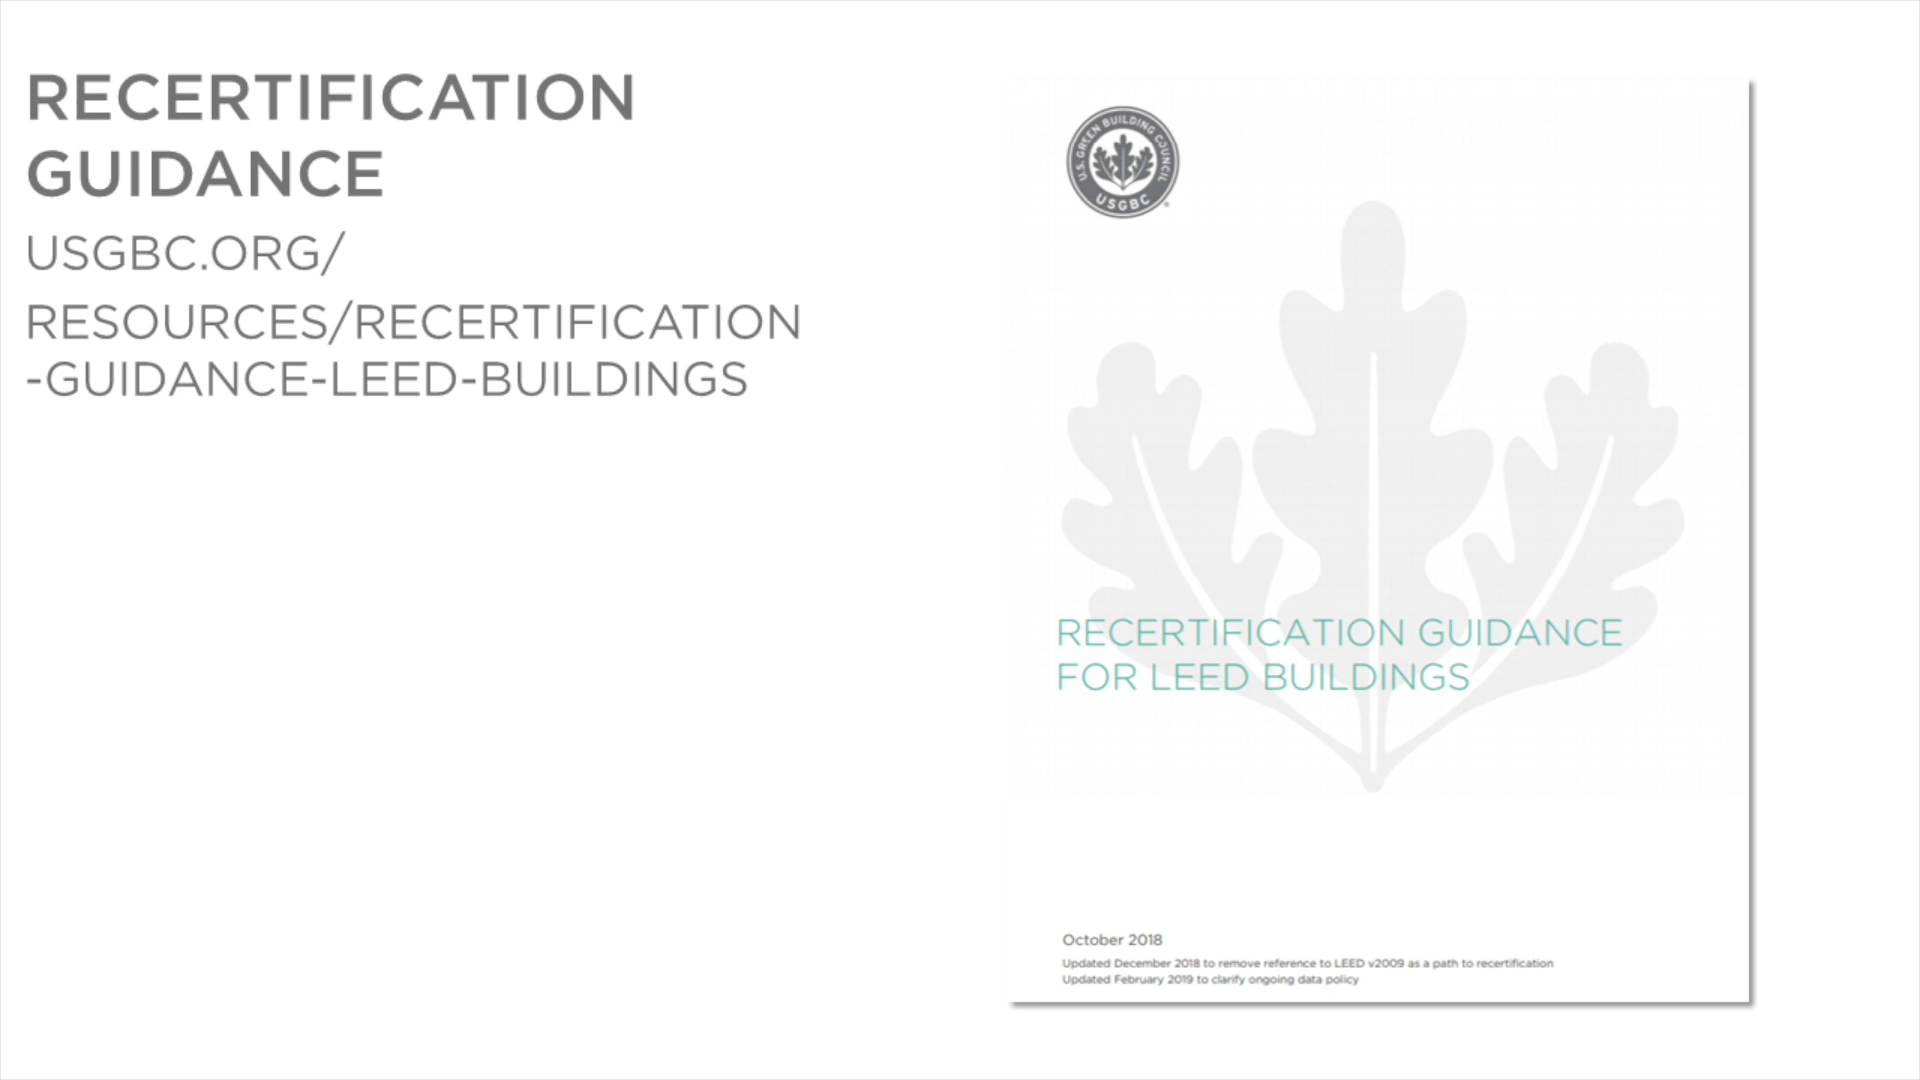 RECERTIFICATION
GUIDANCE
USGBC.ORG/
RESOURCES/RECERTIFICATION
-GUIDANCE-LEED-BUILDINGS
U.S. GREEN BUILDING COUNCIL
USGBC
®
RECERTIFICATION GUIDANCE
FOR LEED BUILDINGS
October 2018
Updated December 2018 to remove reference to LEED v2009 as a path to recertification
Updated February 2019 to clarify ongoing data policy